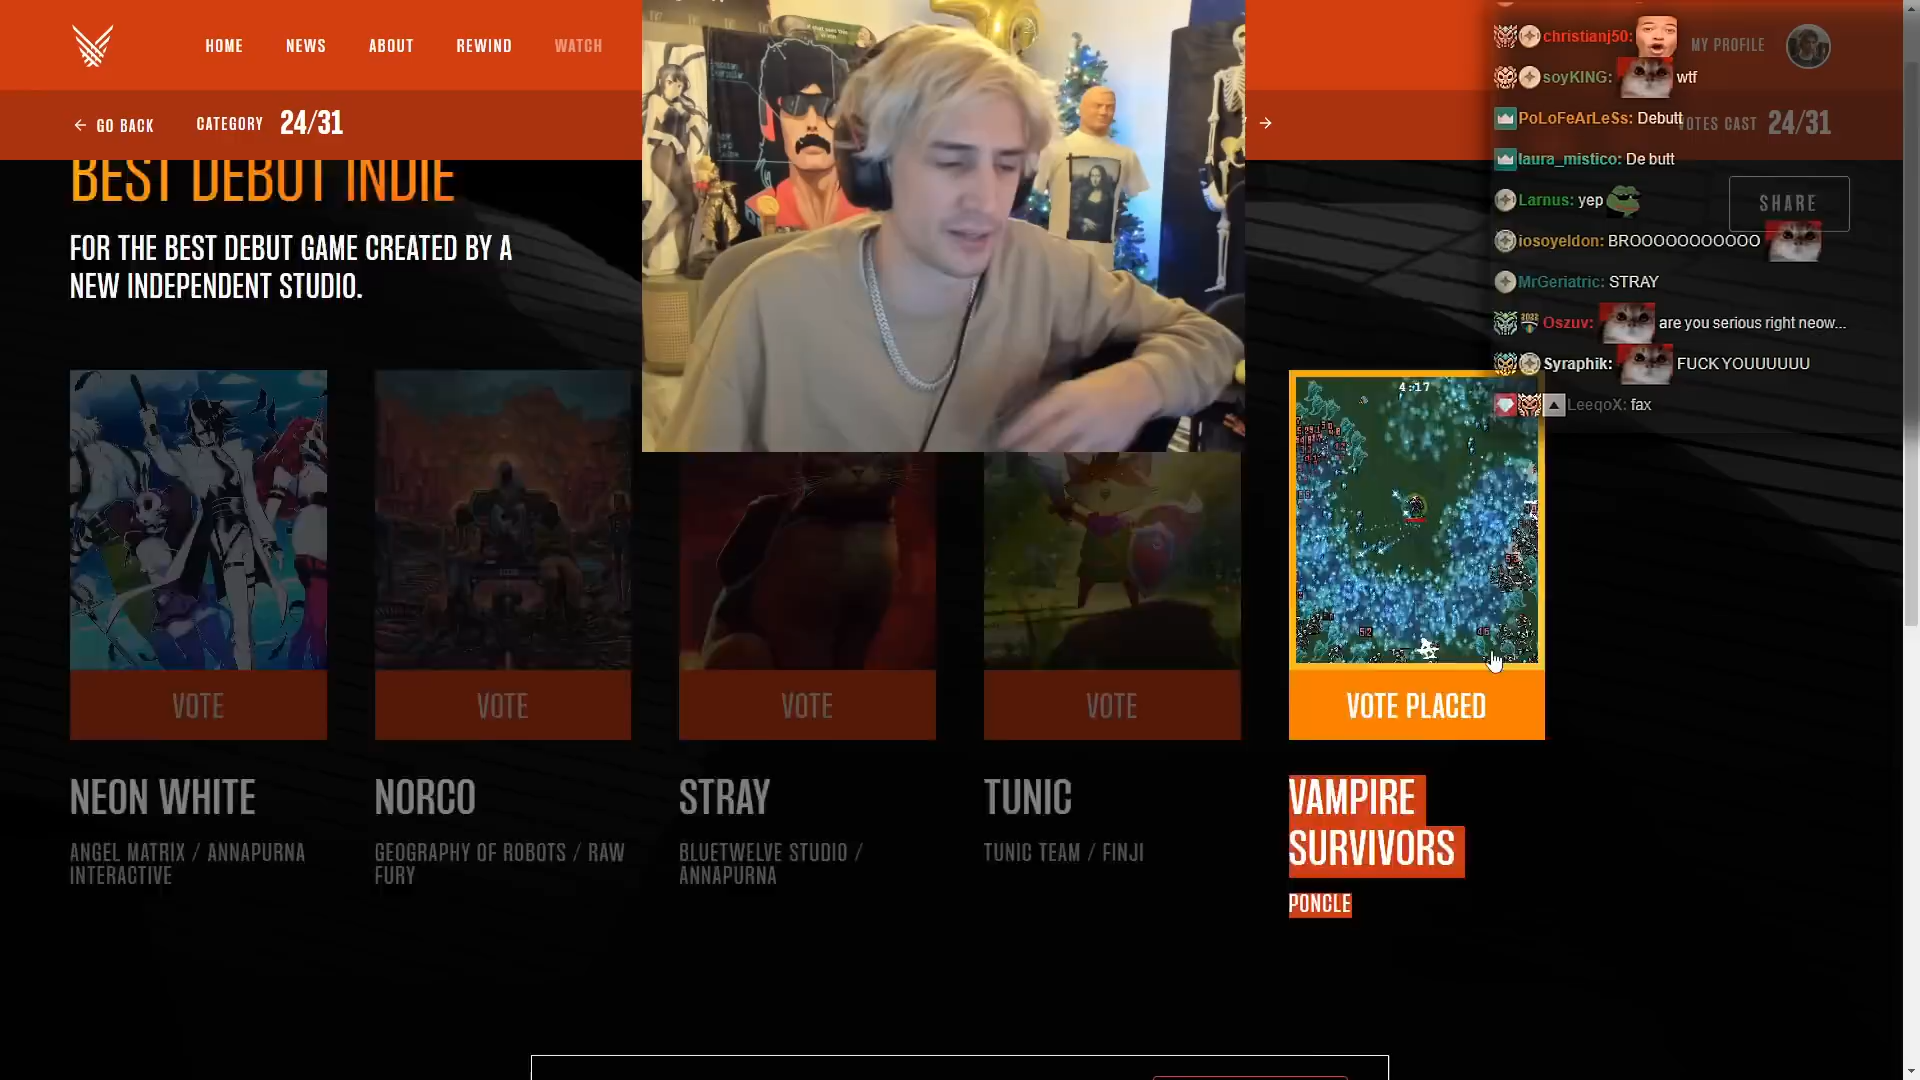 HOME
NEWS
ABOUT
REWIND
WATCH
MY PROFILE
GO BACK
CATEGORY 24/31
VOTES CAST 24/31
BEST DEBUT INDIE
SHARE
FOR THE BEST DEBUT GAME CREATED BY A
NEW INDEPENDENT STUDIO.
christianj50:
soyKING: wtf
PoLoFeArLeSs: Debutt
laura_mistico: De butt
Larnus: yep
iosoyeldon: BROOOOOOOOOOO
MrGeriatric: STRAY
Oszuv: are you serious right neow...
Syraphik: FUCK YOUUUUUU
LeeqoX: fax
4:17
VOTE
VOTE
VOTE
VOTE
VOTE PLACED
NEON WHITE
ANGEL MATRIX / ANNAPURNA
INTERACTIVE
NORCO
GEOGRAPHY OF ROBOTS / RAW
FURY
STRAY
BLUETWELVE STUDIO /
ANNAPURNA
TUNIC
TUNIC TEAM / FINJI
VAMPIRE
SURVIVORS
PONCLE